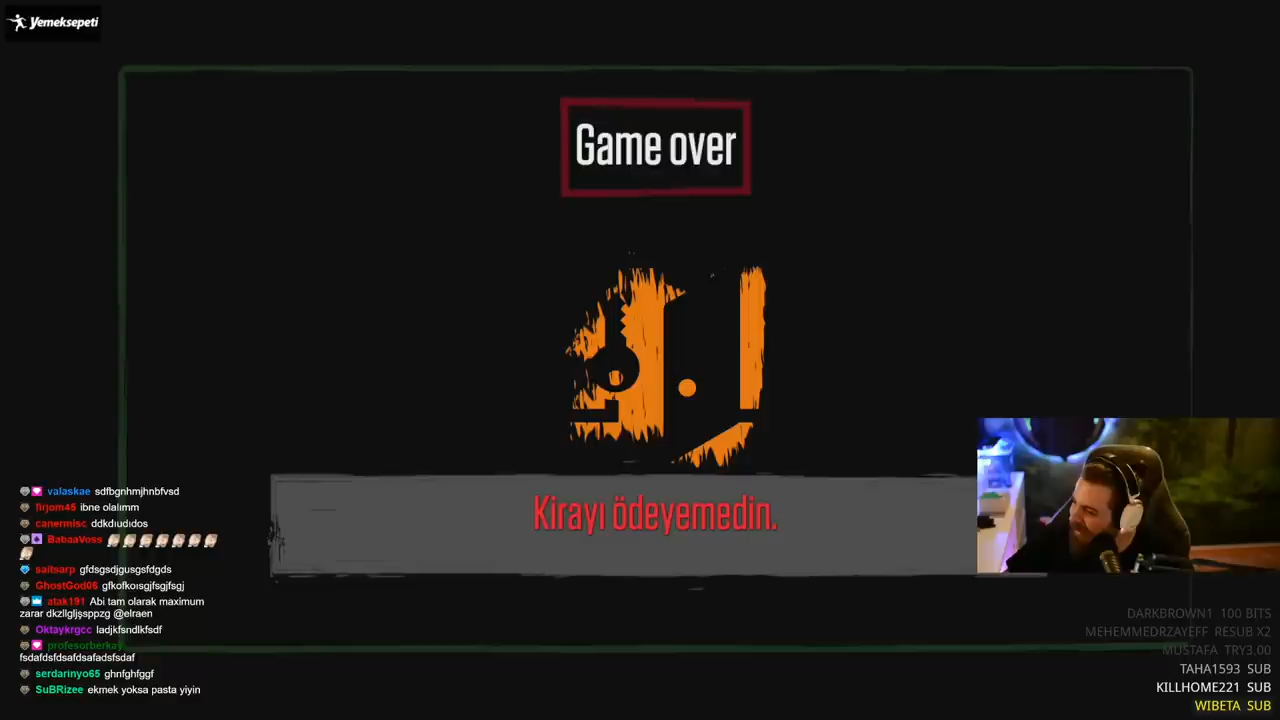 Yemeksepeti
Game over
Kirayı ödeyemedin.
valaskae sdfbgnhmjhnbfvsd
firjom45 ibne olalımm
canermisc ddkdıudıdos
BabaaVoss
saitsarp gfdsgsdjgusgsfdgds
GhostGod06 gfkofkoısgjfsgjfsgj
atak191 Abi tam olarak maximum
zarar dkzllgljşsppzg @elraen
Oktaykrgcc ladjkfsndlkfsdf
profesorberkay
fsdafdsfdsafdsafadsfsdaf
serdarinyo65 ghnfghfggf
SuBRizee ekmek yoksa pasta yiyin
DARKBROWN1 100 BITS
MEHEMMEDRZAYEFF RESUB X2
MUSTAFA TRY3,00
TAHA1593 SUB
KILLHOME221 SUB
WIBETA SUB